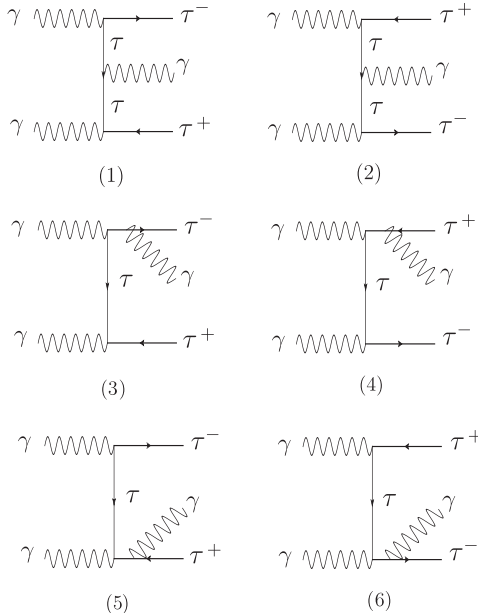 γ τ⁻ γ τ⁺
τ τ
γ γ
τ τ
γ τ⁺ γ τ⁻
(1) (2)
γ τ⁻ γ τ⁺
τ γ τ γ
γ τ⁺ γ τ⁻
(3) (4)
γ τ⁻ γ τ⁺
τ γ τ γ
γ τ⁺ γ τ⁻
(5) (6)